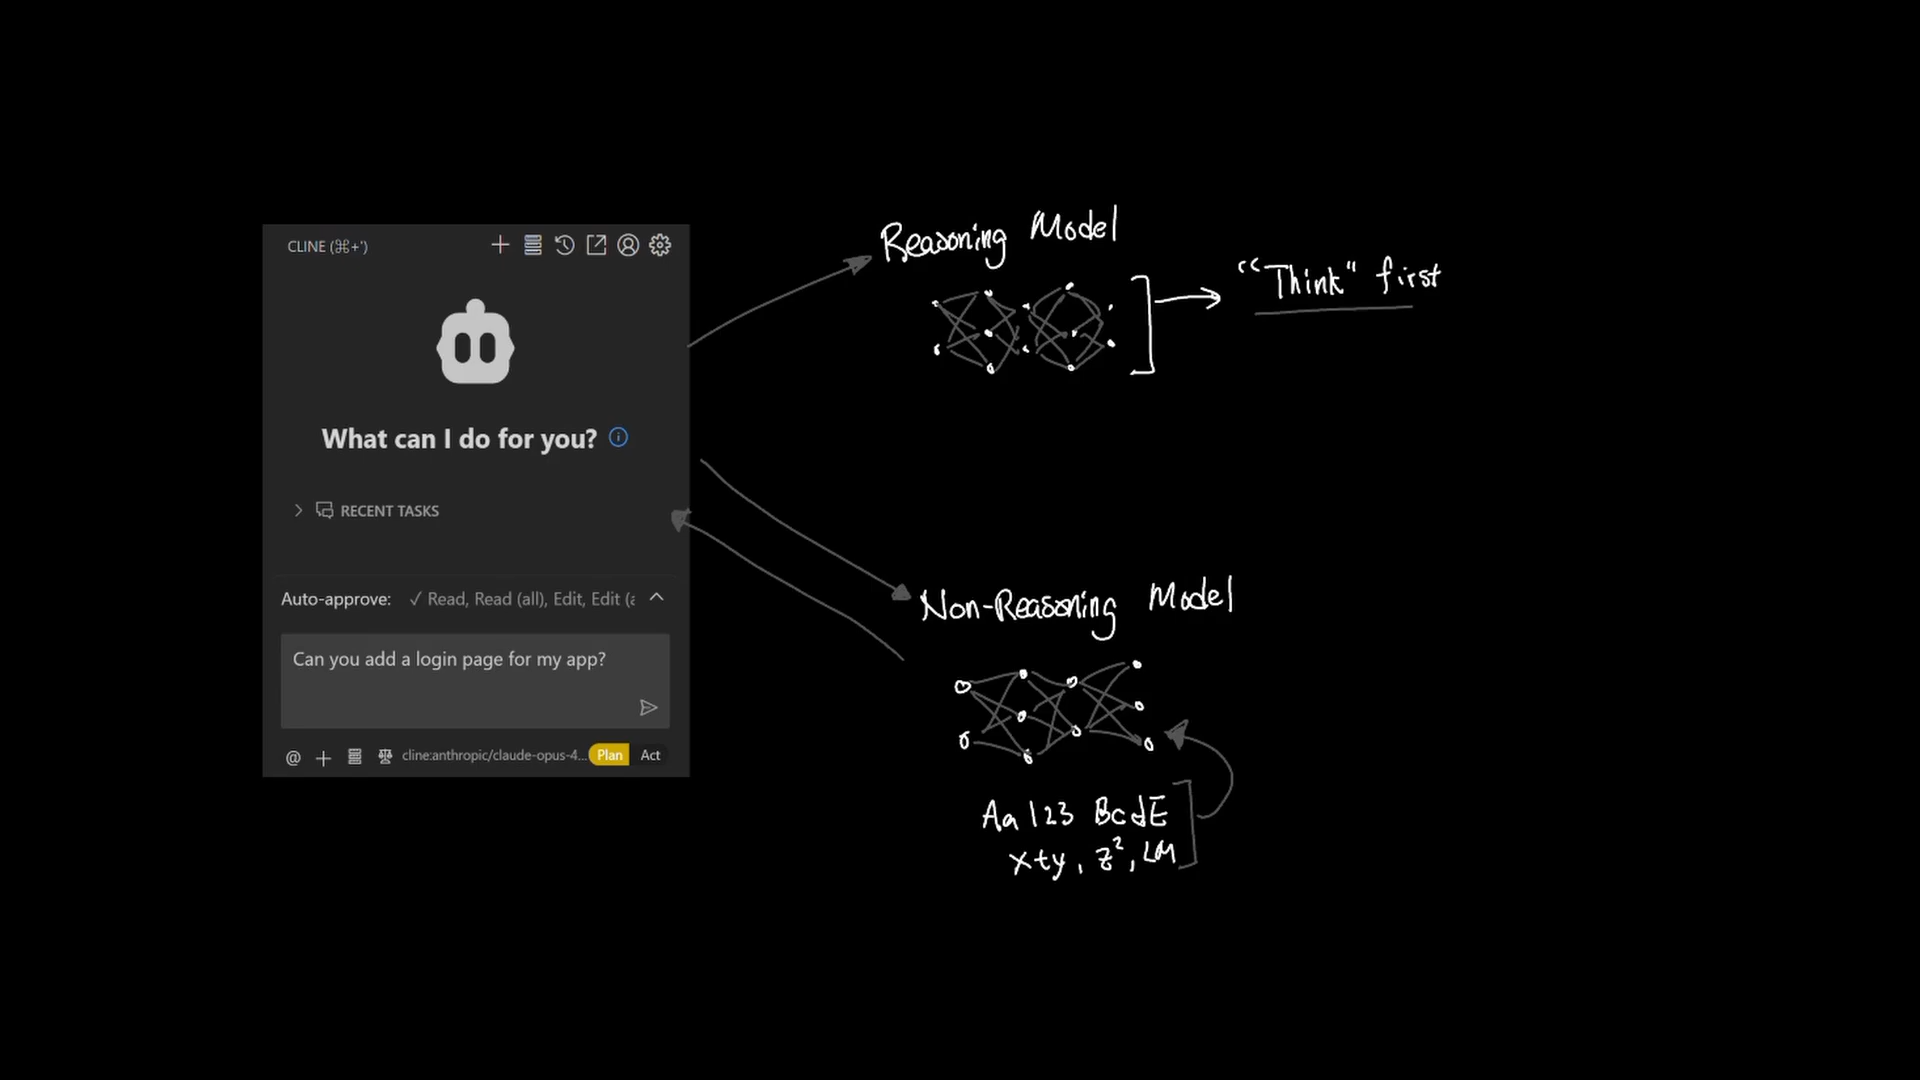 CLINE (⌘+')
What can I do for you?
RECENT TASKS
Auto-approve: ✓ Read, Read (all), Edit, Edit (a
Can you add a login page for my app?
@ + cline:anthropic/claude-opus-4... Plan Act
Reasoning Model
"Think" first
Non-Reasoning Model
Aa 123 BcdE
x+y, z², LM